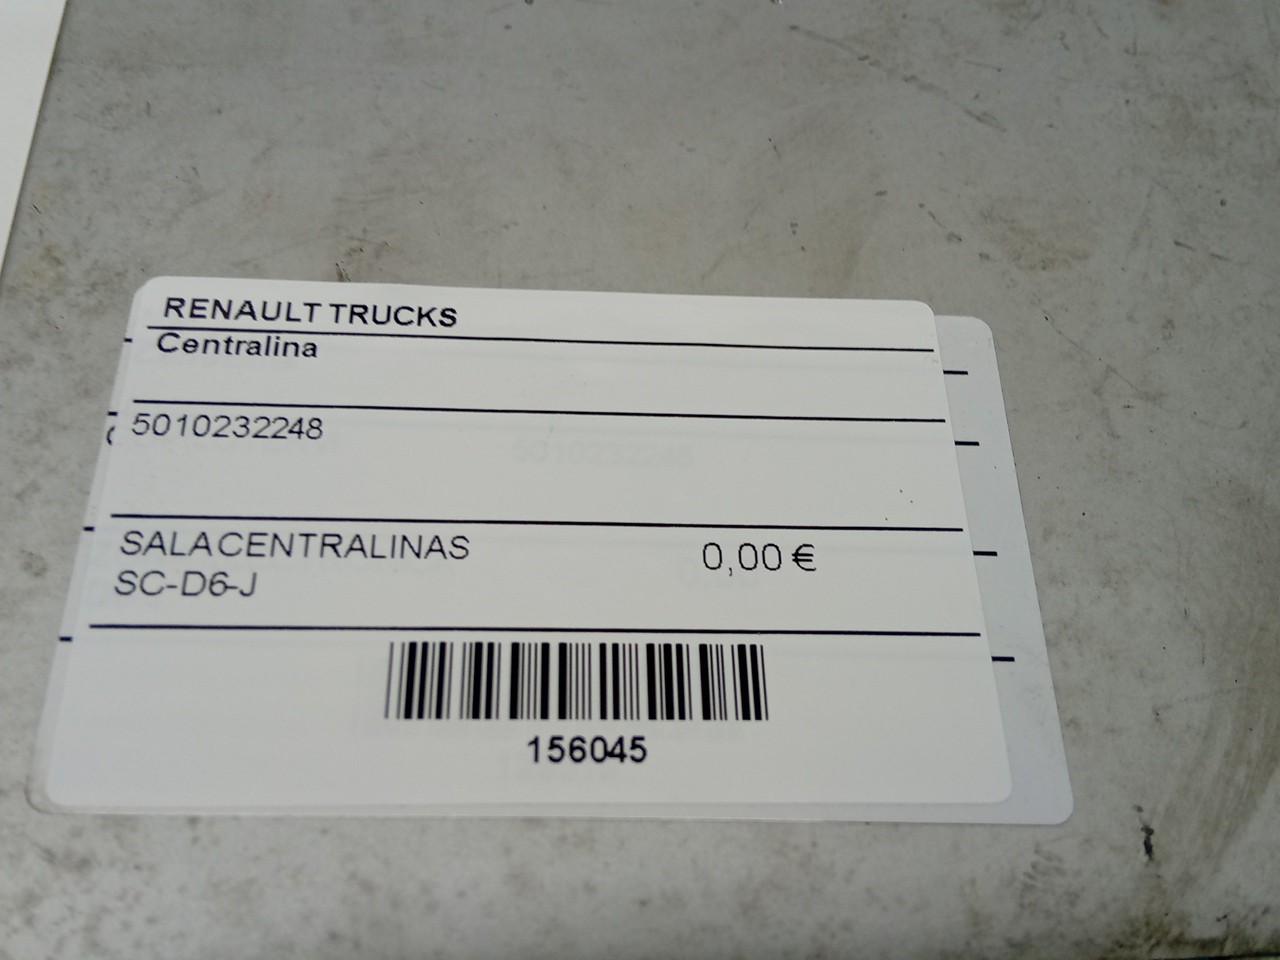 RENAULT TRUCKS
Centralina
5010232248
SALACENTRALINAS
0,00 €
SC-D6-J
156045